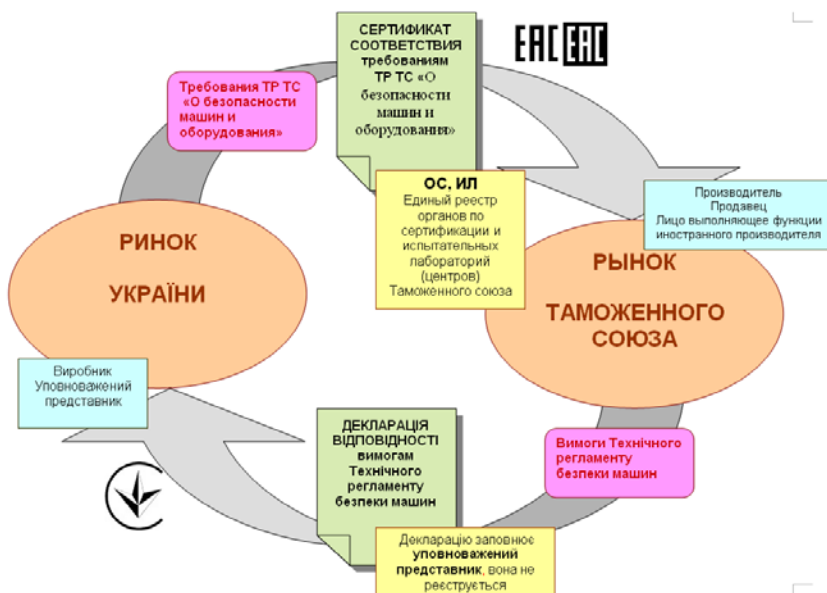 СЕРТИФИКАТ
СООТВЕТСТВИЯ
требованиям
ТР ТС «О
безопасности
машин и
оборудования»
EAC EAC
Требования ТР ТС
«О безопасности
машин и
оборудования»
ОС, ИЛ
Единый реестр
органов по
сертификации и
испытательных
лабораторий
(центров)
Таможенного союза
Производитель
Продавец
Лицо выполняющее функции
иностранного производителя
РИНОК
УКРАЇНИ
РЫНОК
ТАМОЖЕННОГО
СОЮЗА
Виробник
Уповноважений
представник
ДЕКЛАРАЦІЯ
ВІДПОВІДНОСТІ
вимогам
Технічного
регламенту
безпеки машин
Вимоги Технічного
регламенту
безпеки машин
Декларацію заповнює
уповноважений
представник, вона не
реєструється